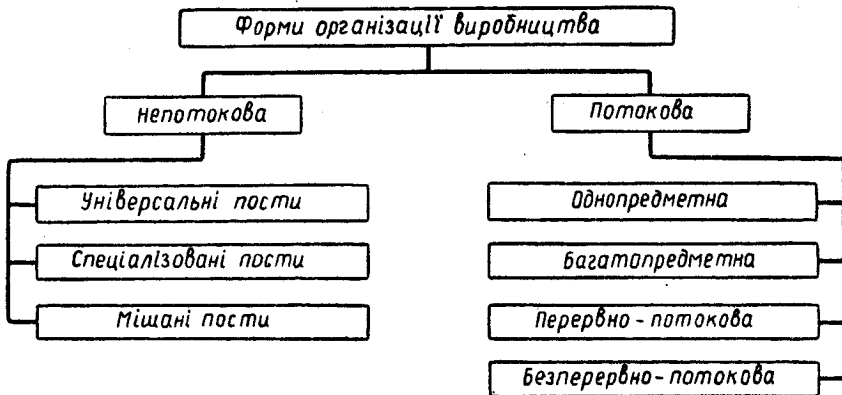 Форми організації виробництва
Непотокова
Потокова
Універсальні пости
Однопредметна
Спеціалізовані пости
Багатопредметна
Мішані пости
Перервно-потокова
Безперервно-потокова